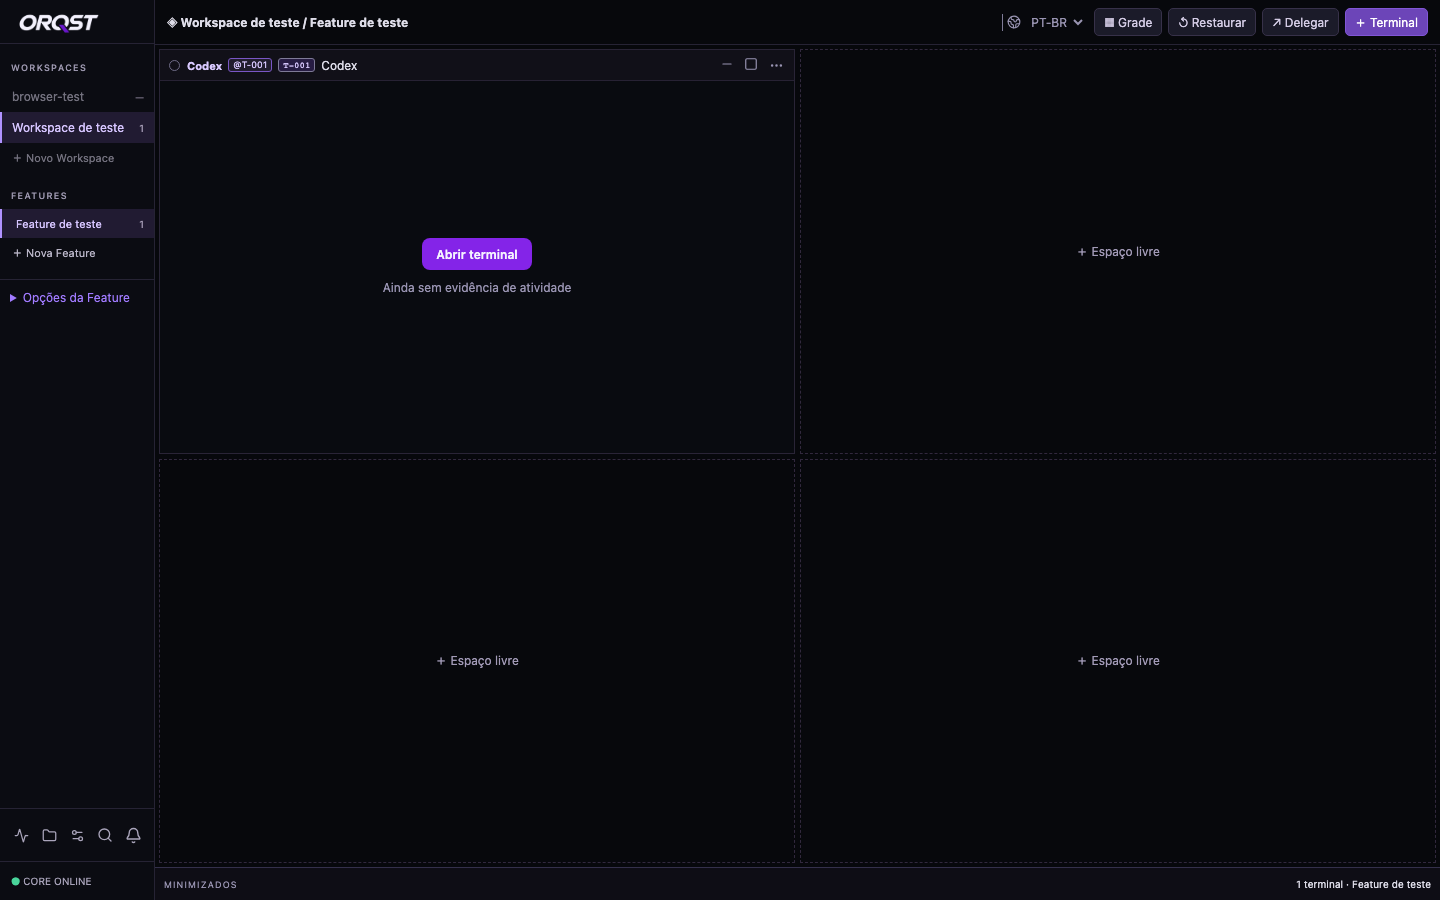 ORQST
◈ Workspace de teste / Feature de teste
PT-BR
Grade
Restaurar
Delegar
+ Terminal
WORKSPACES
browser-test –
Workspace de teste 1
+ Novo Workspace
FEATURES
Feature de teste 1
+ Nova Feature
Opções da Feature
Codex @T-001 T-001 Codex
Abrir terminal
Ainda sem evidência de atividade
+ Espaço livre
+ Espaço livre
+ Espaço livre
CORE ONLINE
MINIMIZADOS
1 terminal · Feature de teste